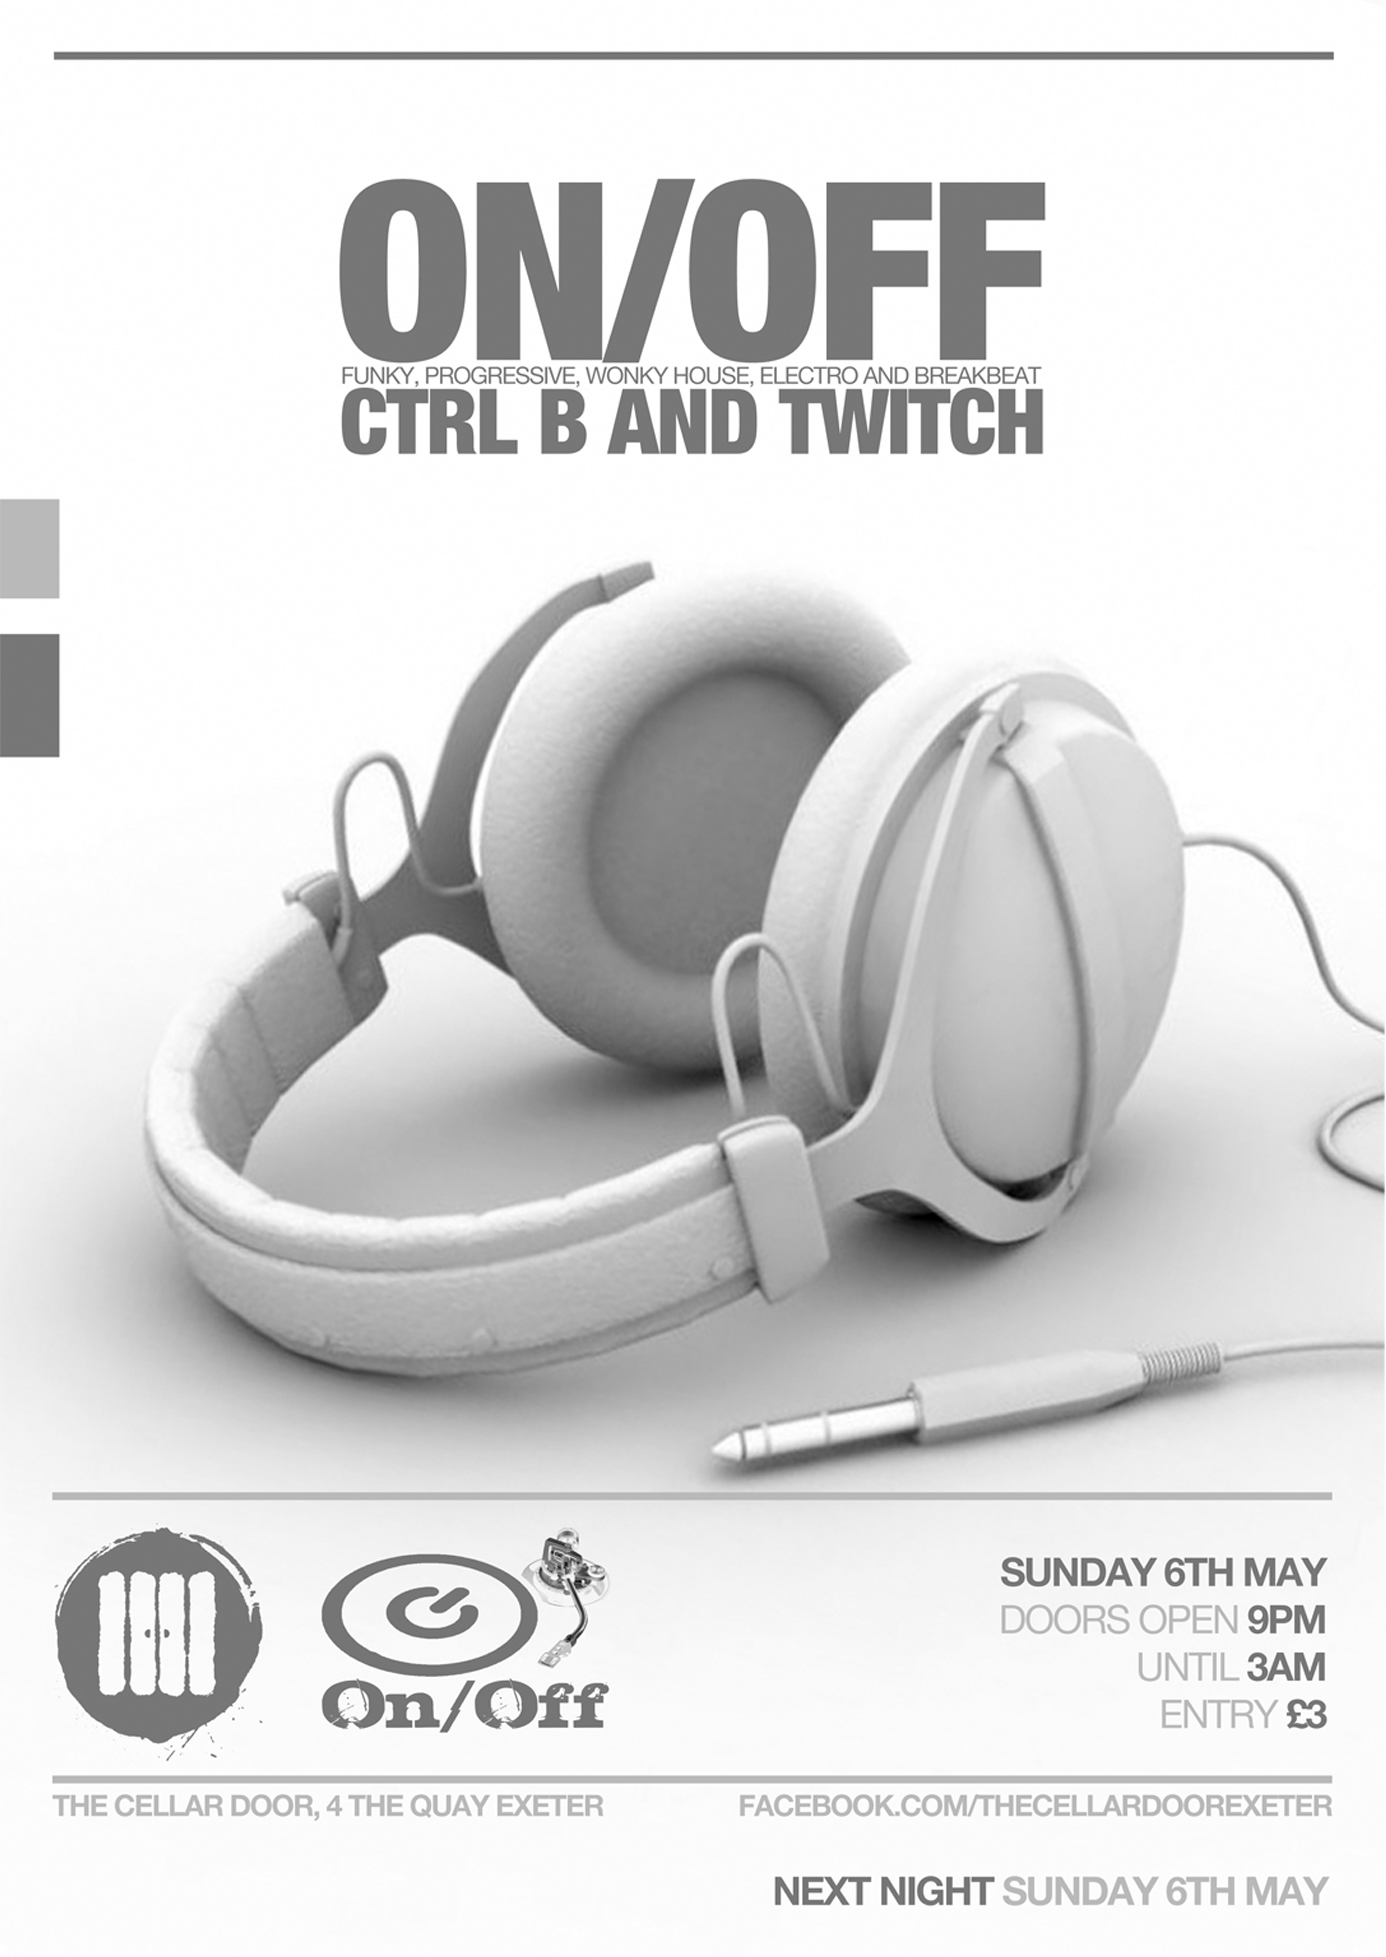 ON/OFF
FUNKY, PROGRESSIVE, WONKY HOUSE, ELECTRO AND BREAKBEAT
CTRL B AND TWITCH
On/Off
SUNDAY 6TH MAY
DOORS OPEN 9PM
UNTIL 3AM
ENTRY £3
THE CELLAR DOOR, 4 THE QUAY EXETER
FACEBOOK.COM/THECELLARDOOREXETER
NEXT NIGHT SUNDAY 6TH MAY